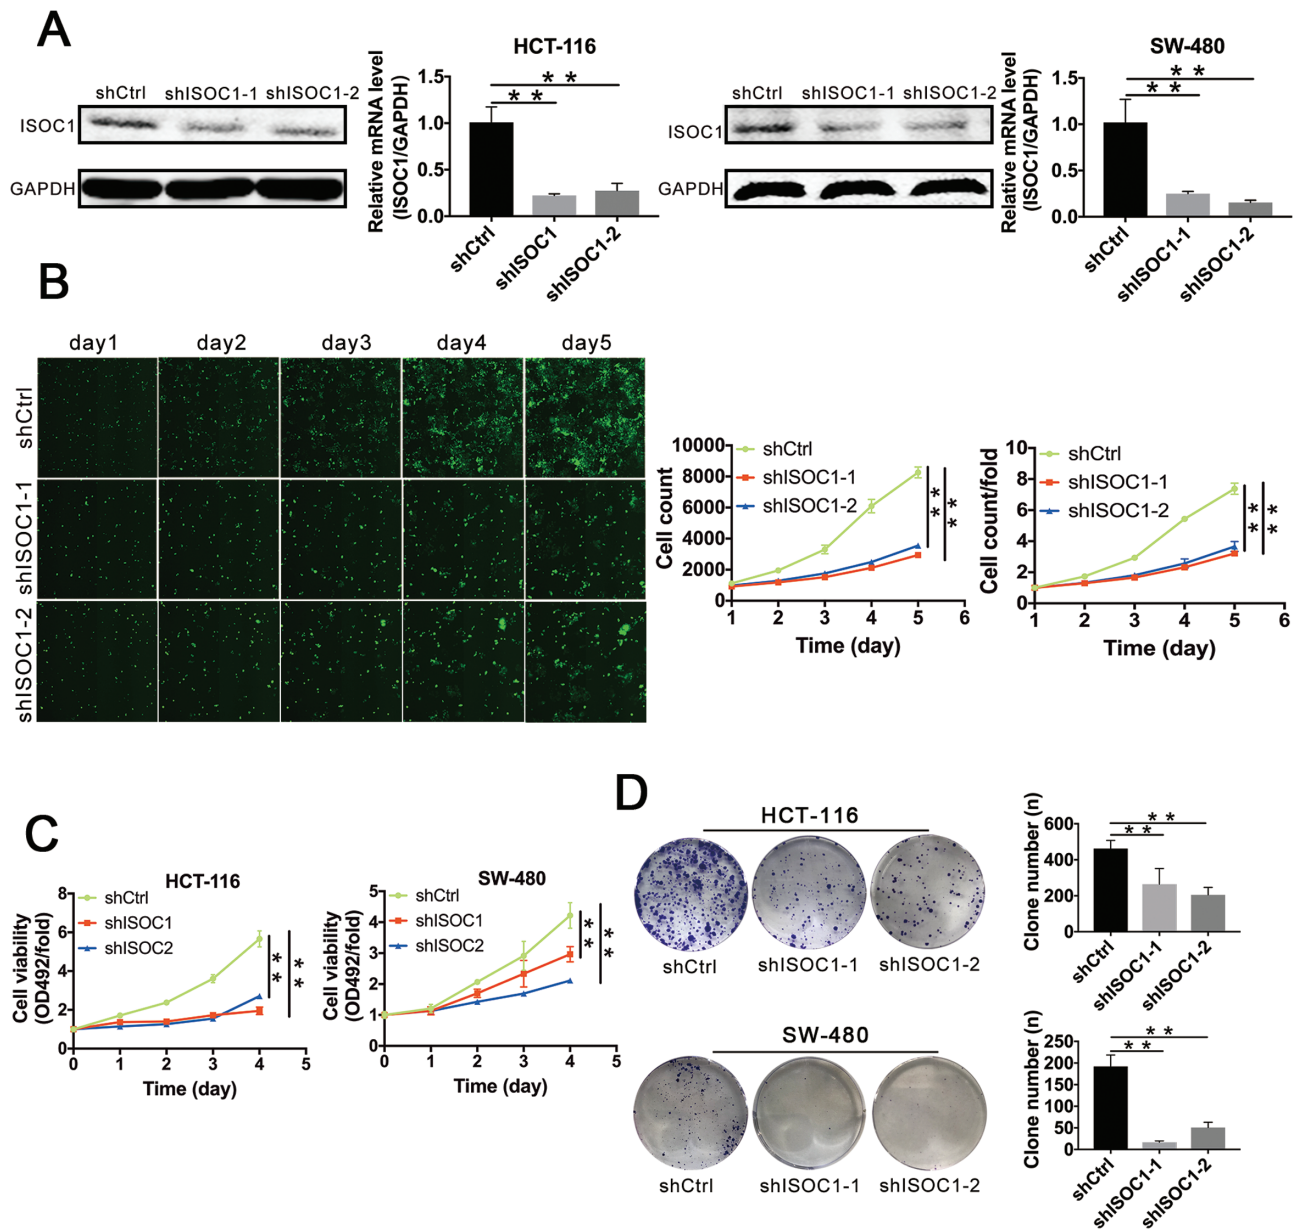 A
HCT-116
SW-480
shCtrl shISOC1-1 shISOC1-2
ISOC1
GAPDH
Relative mRNA level
(ISOC1/GAPDH)
1.5
1.0
0.5
0.0
* *
* *
shCtrl
shISOC1
shISOC1-2
shCtrl shISOC1-1 shISOC1-2
ISOC1
GAPDH
Relative mRNA level
(ISOC1/GAPDH)
1.5
1.0
0.5
0.0
* *
* *
shCtrl
shISOC1-1
shISOC1-2
B
day1 day2 day3 day4 day5
shCtrl
shISOC1-1
shISOC1-2
Cell count
10000
8000
6000
4000
2000
0
shCtrl
shISOC1-1
shISOC1-2
* *
* *
1 2 3 4 5 6
Time (day)
Cell count/fold
10
8
6
4
2
0
shCtrl
shISOC1-1
shISOC1-2
* *
* *
1 2 3 4 5 6
Time (day)
C
HCT-116
Cell viability
(OD492/fold)
8
6
4
2
0
shCtrl
shISOC1
shISOC2
* *
* *
0 1 2 3 4 5
Time (day)
SW-480
Cell viability
(OD492/fold)
5
4
3
2
1
0
shCtrl
shISOC1
shISOC2
* *
* *
0 1 2 3 4 5
Time (day)
D
HCT-116
shCtrl shISOC1-1 shISOC1-2
Clone number (n)
600
400
200
0
* *
* *
shCtrl
shISOC1-1
shISOC1-2
SW-480
shCtrl shISOC1-1 shISOC1-2
Clone number (n)
250
200
150
100
50
0
* *
* *
shCtrl
shISOC1-1
shISOC1-2